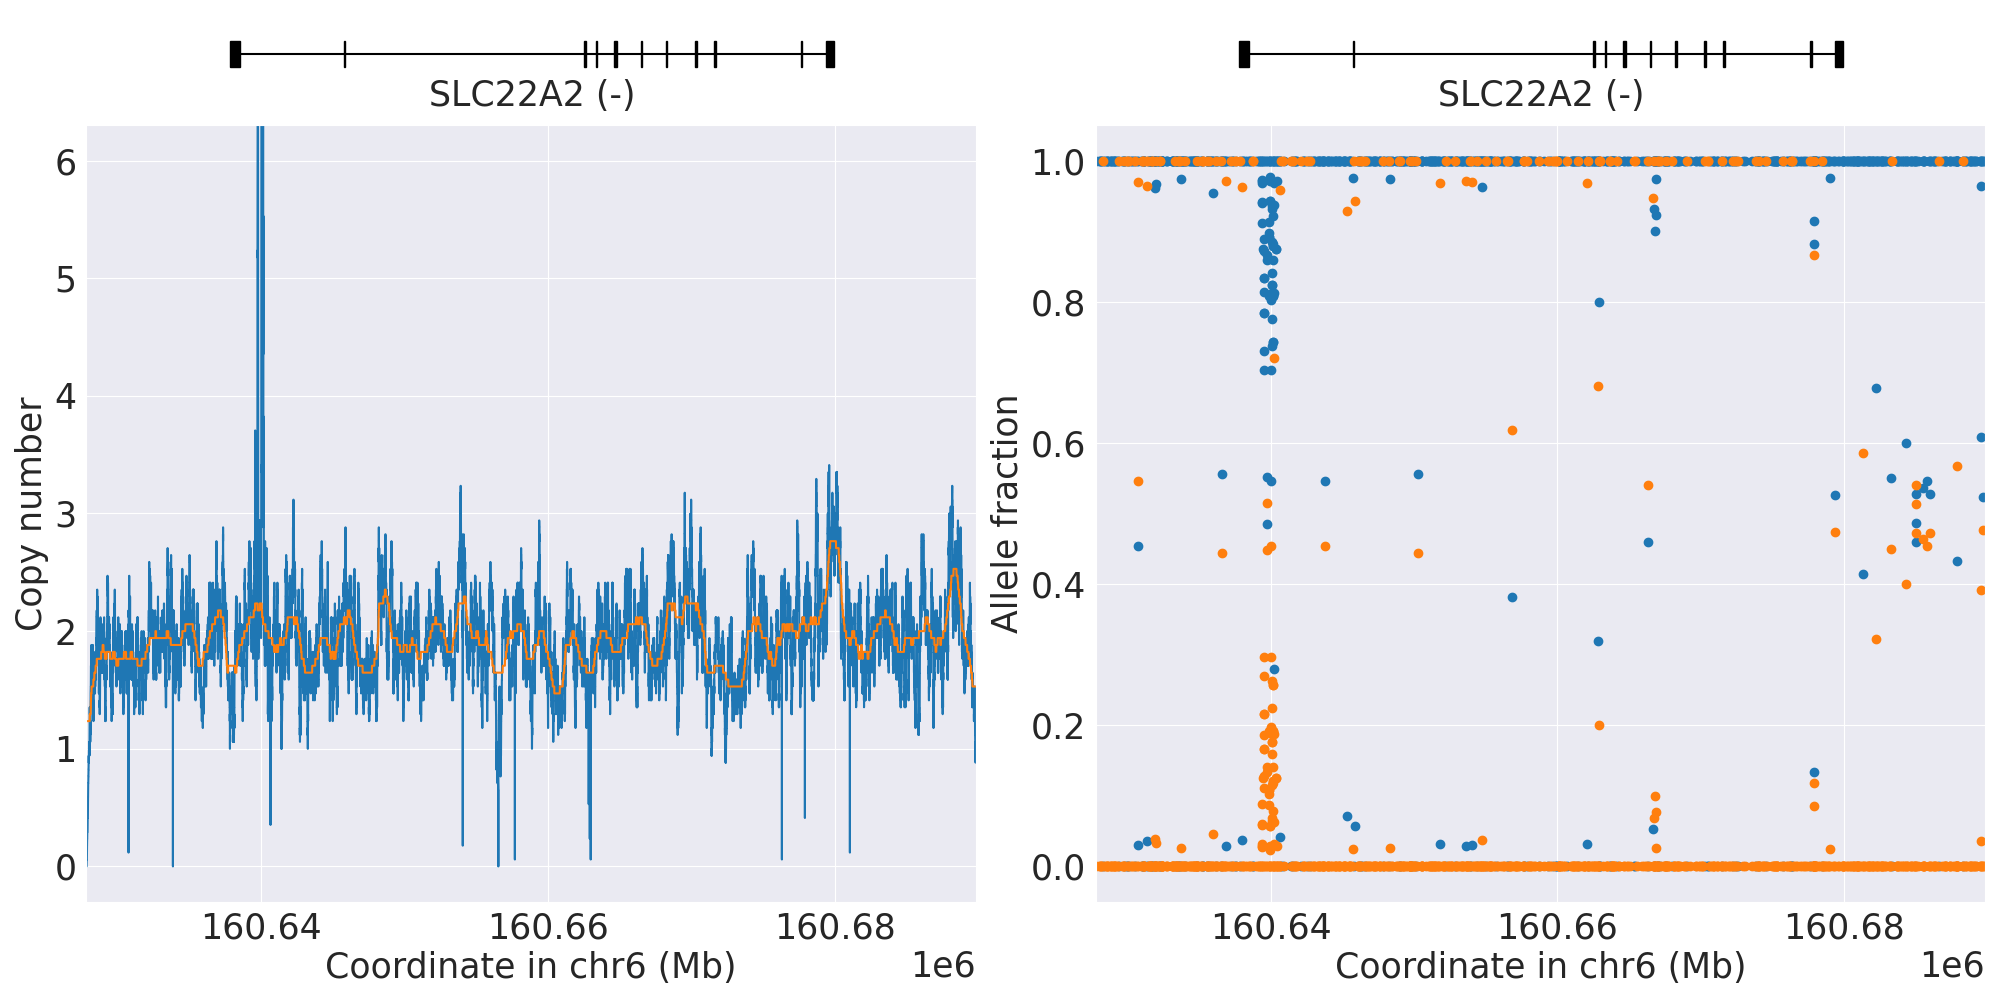 SLC22A2 (-)
Copy number
6
5
4
3
2
1
0
160.64
160.66
160.68
Coordinate in chr6 (Mb)
1e6
SLC22A2 (-)
Allele fraction
1.0
0.8
0.6
0.4
0.2
0.0
160.64
160.66
160.68
Coordinate in chr6 (Mb)
1e6